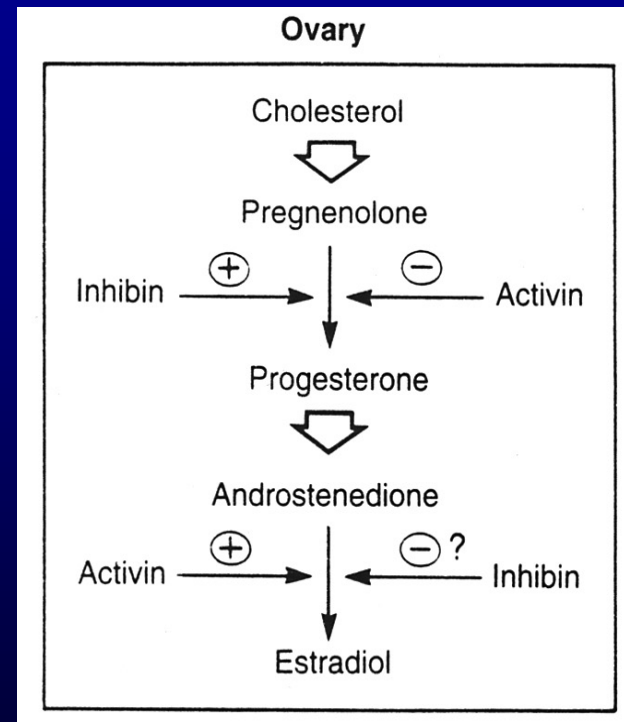 Ovary
Cholesterol
Pregnenolone
Inhibin + − Activin
Progesterone
Androstenedione
Activin + − ? Inhibin
Estradiol